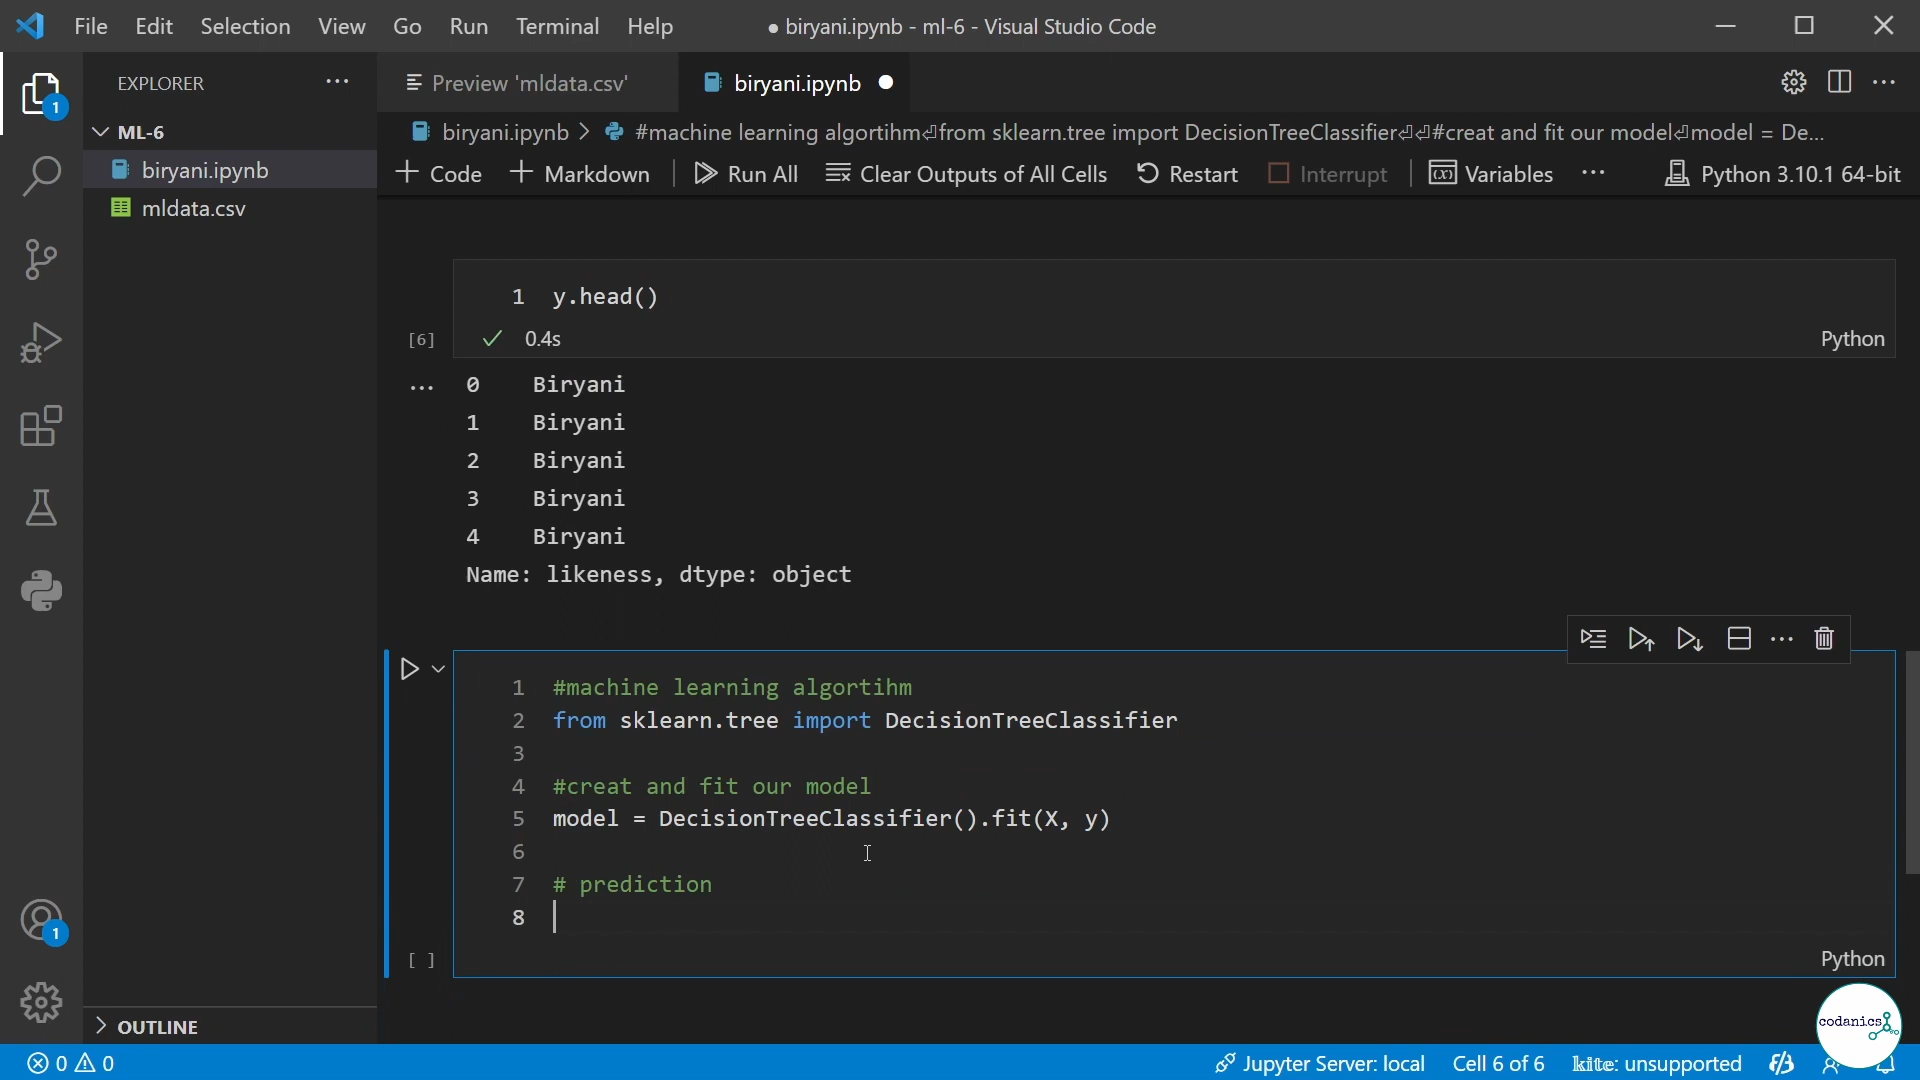 File Edit Selection View Go Run Terminal Help
● biryani.ipynb - ml-6 - Visual Studio Code
EXPLORER
Preview 'mldata.csv'
biryani.ipynb
1
ML-6
biryani.ipynb > #machine learning algortihm⏎from sklearn.tree import DecisionTreeClassifier⏎⏎#creat and fit our model⏎model = De...
biryani.ipynb
mldata.csv
Code Markdown Run All Clear Outputs of All Cells Restart Interrupt Variables ··· Python 3.10.1 64-bit
1 y.head()
[6] 0.4s Python
0 Biryani
1 Biryani
2 Biryani
3 Biryani
4 Biryani
Name: likeness, dtype: object
1 #machine learning algortihm
2 from sklearn.tree import DecisionTreeClassifier
3
4 #creat and fit our model
5 model = DecisionTreeClassifier().fit(X, y)
6
7 # prediction
8
[ ] Python
1
OUTLINE
codanics
0 0 Jupyter Server: local Cell 6 of 6 kite: unsupported